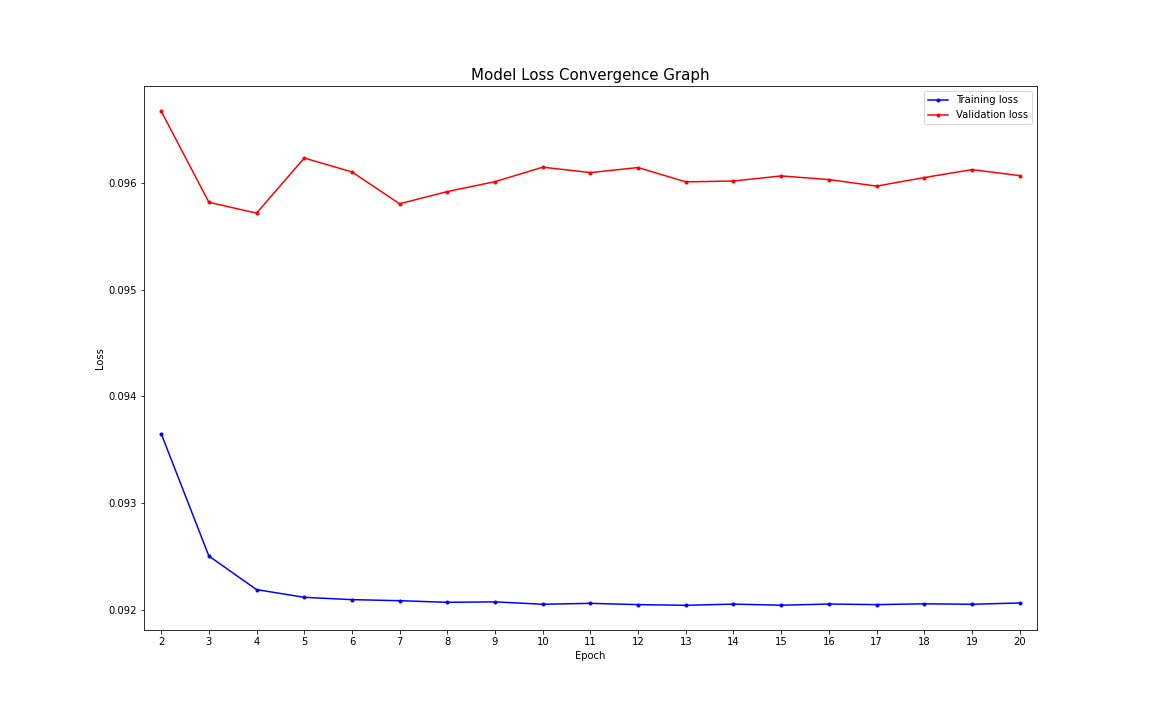 Model Loss Convergence Graph
Training loss
Validation loss
0.096
0.095
0.094
0.093
0.092
Loss
2 3 4 5 6 7 8 9 10 11 12 13 14 15 16 17 18 19 20
Epoch